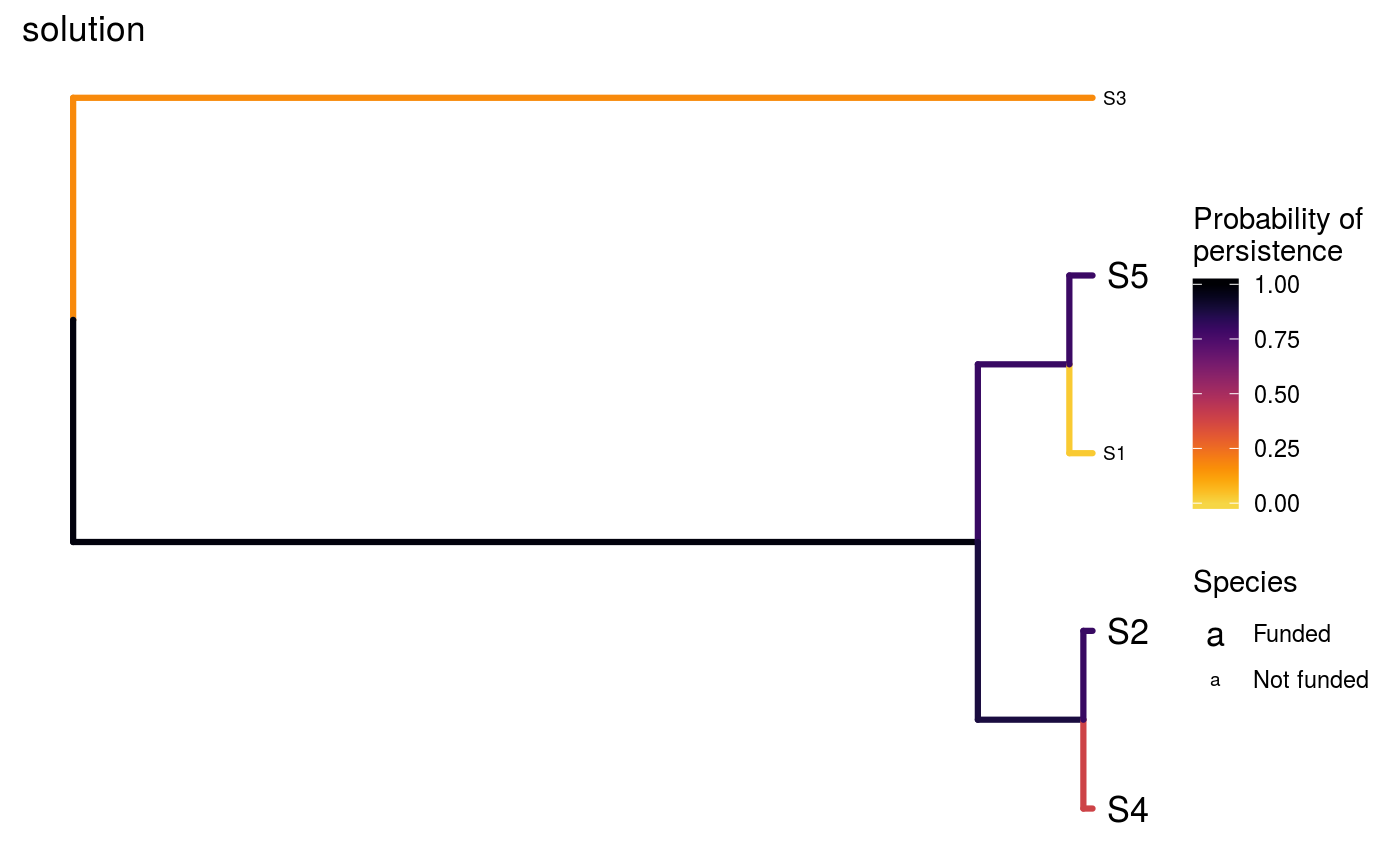 solution
S3
S5
S1
S2
S4
Probability of
persistence
1.00
0.75
0.50
0.25
0.00
Species
a Funded
a Not funded